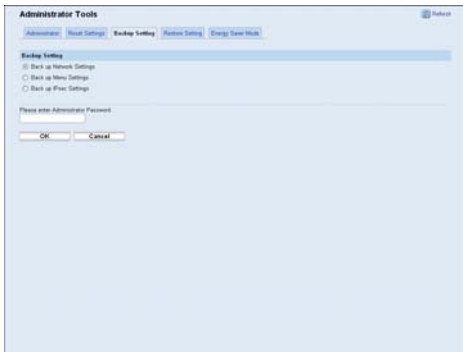 Administrator Tools
Refresh
Administrator Reset Settings Backup Setting Restore Setting Energy Saver Mode
Backup Setting
Back up Network Settings
Back up Menu Settings
Back up IPsec Settings
Please enter Administrator Password.
OK Cancel